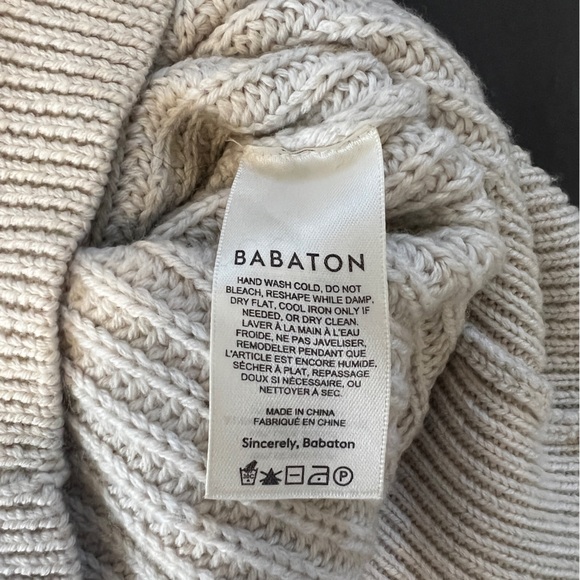 BABATON
HAND WASH COLD, DO NOT
BLEACH, RESHAPE WHILE DAMP,
DRY FLAT, COOL IRON ONLY IF
NEEDED, OR DRY CLEAN.
LAVER À LA MAIN À L'EAU
FROIDE, NE PAS JAVELISER,
REMODELER PENDANT QUE
L'ARTICLE EST ENCORE HUMIDE,
SÉCHER À PLAT, REPASSAGE
DOUX SI NÉCESSAIRE, OU
NETTOYER À SEC.
MADE IN CHINA
FABRIQUÉ EN CHINE
Sincerely, Babaton
P